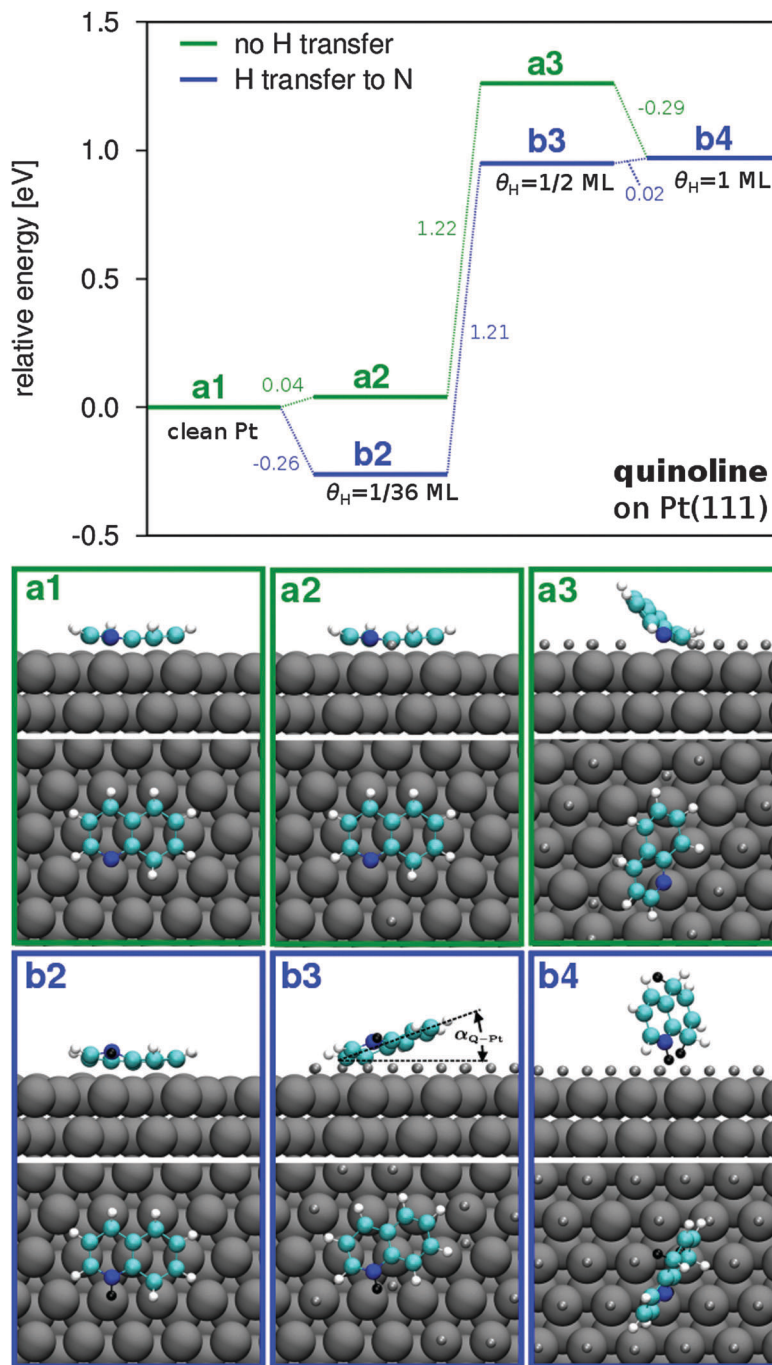 1.5
no H transfer
H transfer to N
a3
-0.29
1.0
b3
b4
θH=1/2 ML
0.02
θH=1 ML
relative energy [eV]
1.22
0.5
1.21
a1
0.04
a2
0.0
clean Pt
-0.26
b2
θH=1/36 ML
quinoline
on Pt(111)
-0.5
a1
a2
a3
b2
b3
αQ-Pt
b4